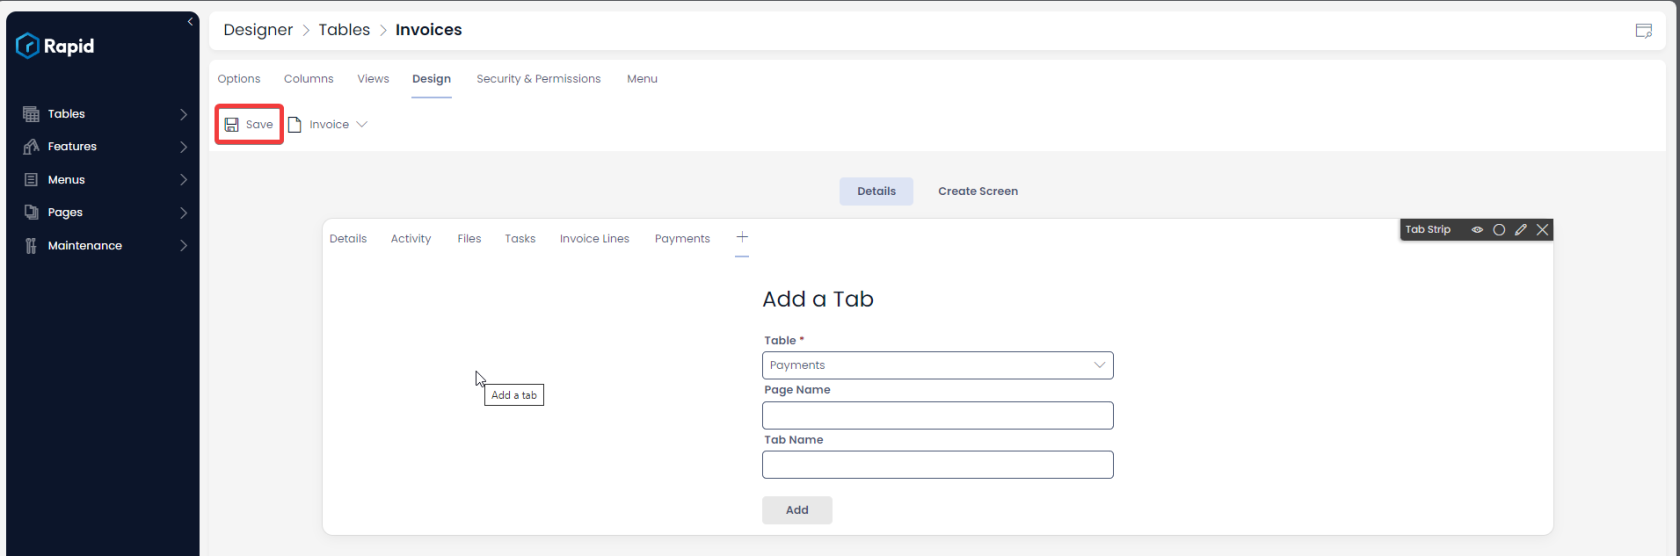 Rapid
Tables
Features
Menus
Pages
Maintenance
Designer > Tables > Invoices
Options Columns Views Design Security & Permissions Menu
Save Invoice
Details Create Screen
Details Activity Files Tasks Invoice Lines Payments +
Tab Strip
Add a Tab
Table *
Payments
Page Name
Add a tab
Tab Name
Add